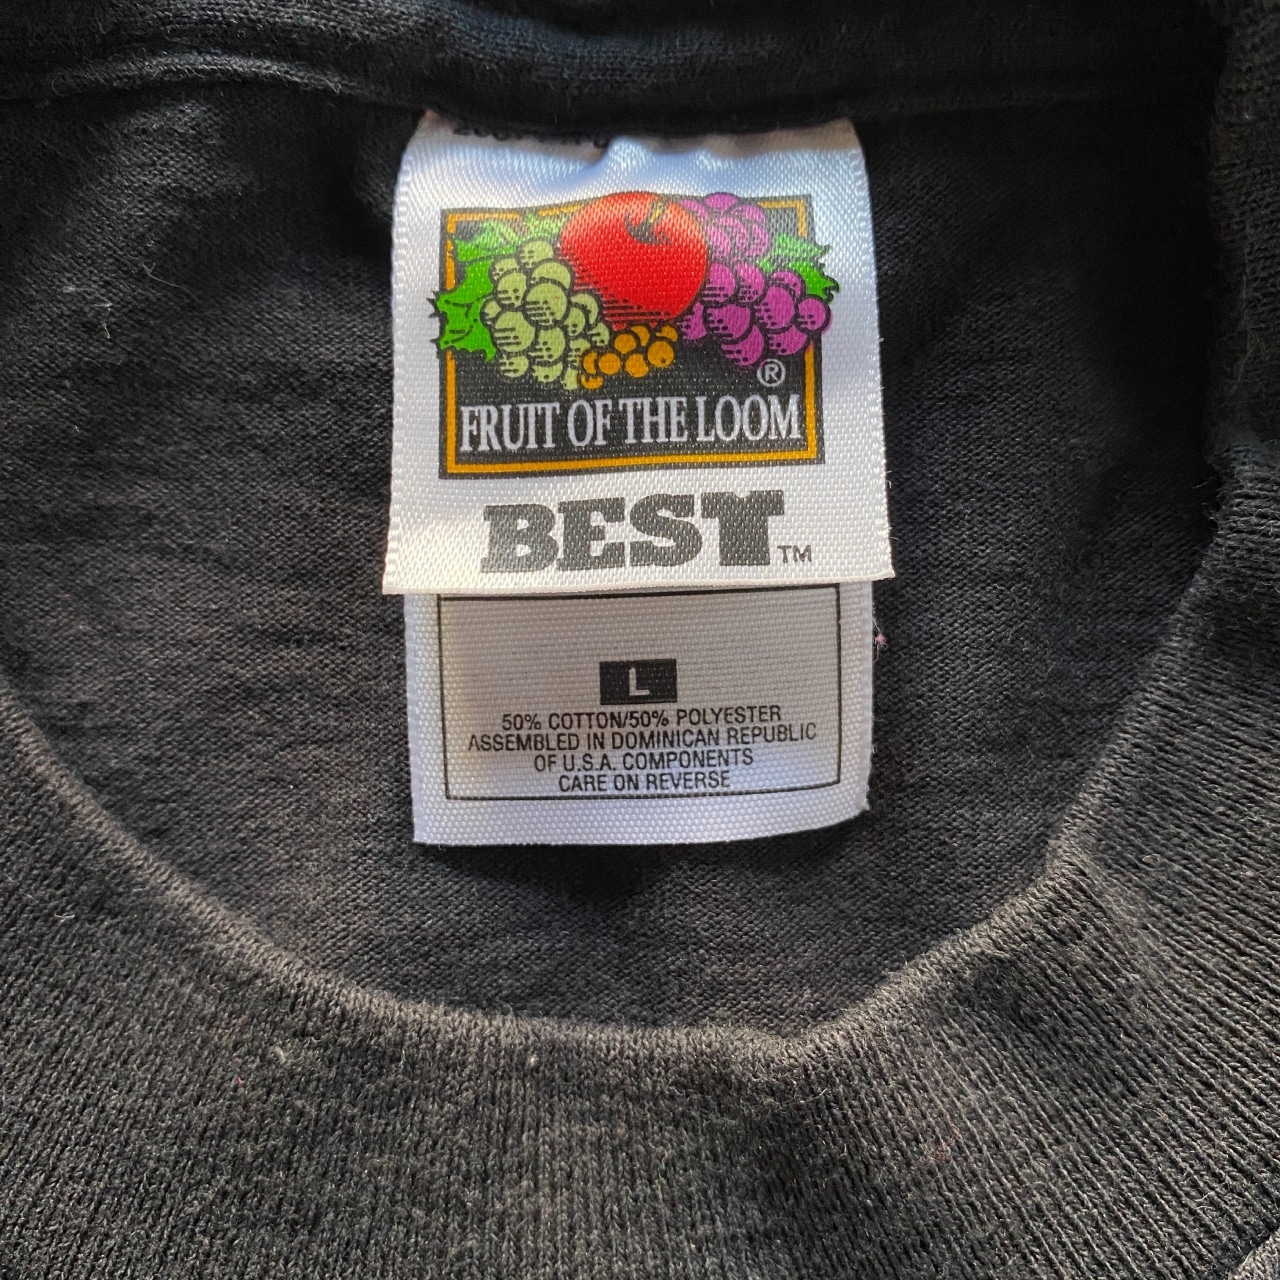 ®
FRUIT OF THE LOOM
BEST™
L
50% COTTON/50% POLYESTER
ASSEMBLED IN DOMINICAN REPUBLIC
OF U.S.A. COMPONENTS
CARE ON REVERSE